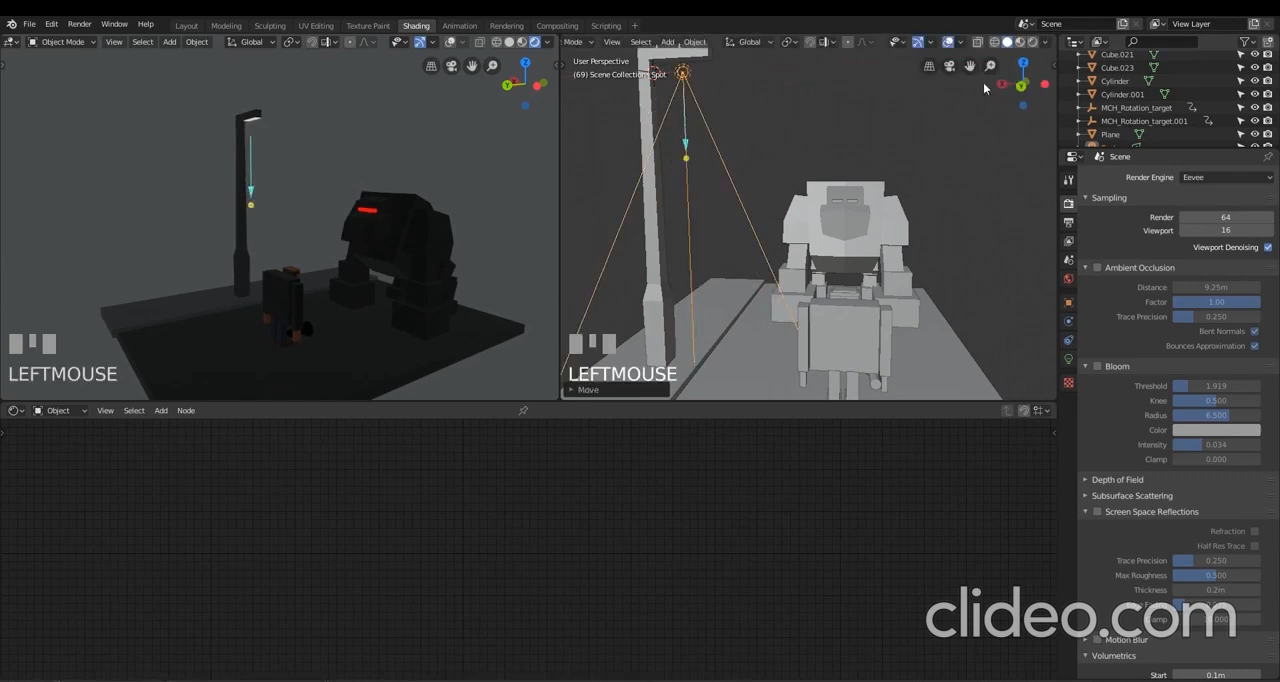 File Edit Render Window Help Layout Modeling Sculpting UV Editing Texture Paint Shading Animation Rendering Compositing Scripting + Scene View Layer
Object Mode View Select Add Object Global
Mode View Select Add Object Global
User Perspective
(69) Scene Collection
Spot
LEFTMOUSE
LEFTMOUSE
Move
Object View Select Add Node
Cube.021
Cube.023
Cylinder
Cylinder.001
MCH_Rotation_target
MCH_Rotation_target.001
Plane
Scene
Render Engine Eevee
Sampling
Render 64
Viewport 16
Viewport Denoising
Ambient Occlusion
Distance 9.25m
Factor 1.00
Trace Precision 0.250
Bent Normals
Bounces Approximation
Bloom
Threshold 1.919
Knee 0.500
Radius 6.500
Color
Intensity 0.034
Clamp 0.000
Depth of Field
Subsurface Scattering
Screen Space Reflections
Refraction
Half Res Trace
Trace Precision 0.250
Max Roughness 0.500
Thickness 0.2m
clideo.com
Motion Blur
Volumetrics
Start 0.1m